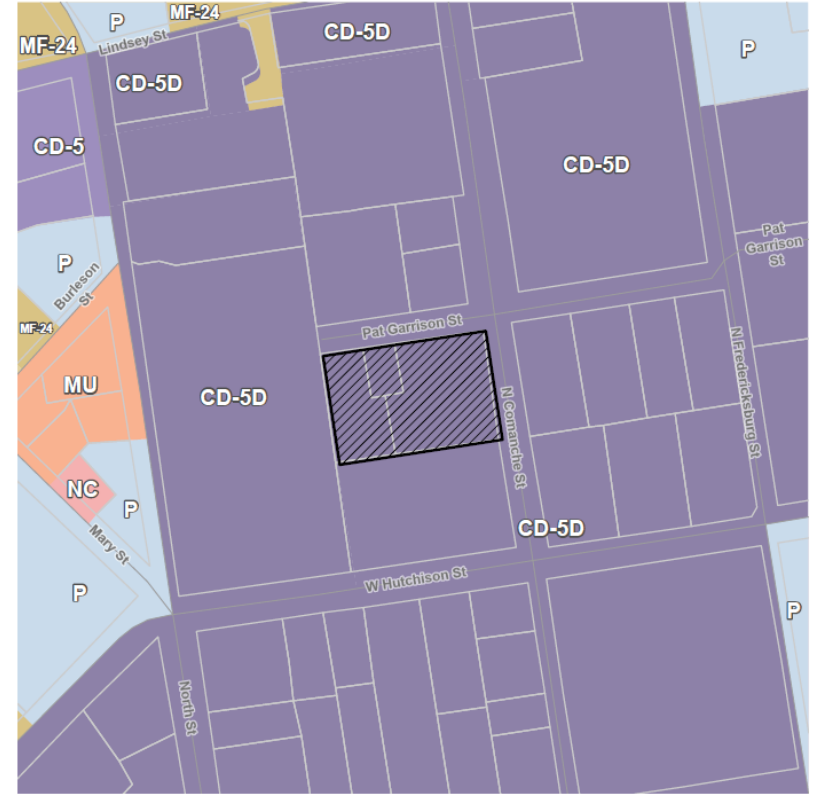 MF-24
P
CD-5D
MF-24
Lindsey St
P
CD-5D
CD-5
CD-5D
Pat
Garrison
St
P
Burleson
St
MF-24
Pat Garrison St
N Fredericksburg St
MU
CD-5D
N Comanche St
NC
P
CD-5D
Mary St
W Hutchison St
P
P
North St